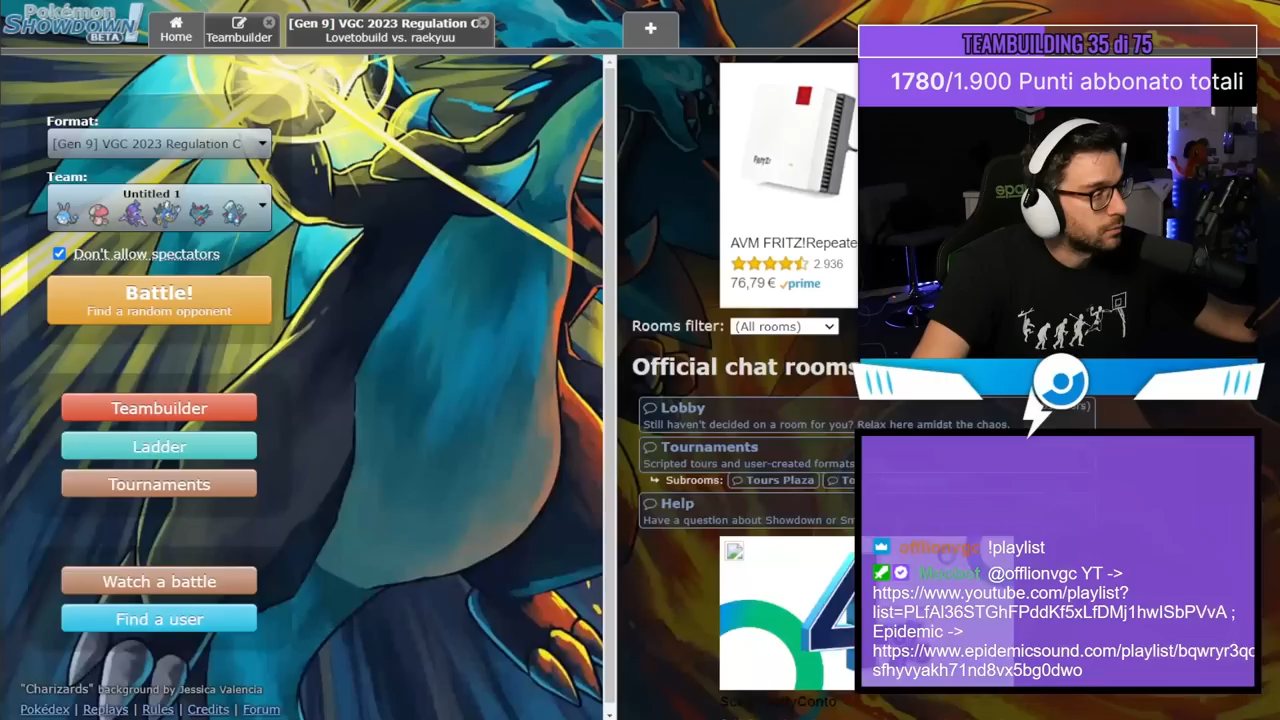 Pokémon
SHOWDOWN!
BETA
Home
Teambuilder
[Gen 9] VGC 2023 Regulation C
Lovetobuild vs. raekyuu
+
TEAMBUILDING 35 di 75
1780/1.900 Punti abbonato totali
Format:
[Gen 9] VGC 2023 Regulation C
Team:
Untitled 1
Don't allow spectators
Battle!
Find a random opponent
Teambuilder
Ladder
Tournaments
Watch a battle
Find a user
"Charizards" background by Jessica Valencia
Pokédex | Replays | Rules | Credits | Forum
AVM FRITZ!Repeate
2.936
76,79 € prime
Rooms filter: (All rooms)
Official chat rooms
Lobby
Still haven't decided on a room for you? Relax here amidst the chaos.
Tournaments
Scripted tours and user-created formats
Subrooms: Tours Plaza To
Help
Have a question about Showdown or Sm
offlionvgc !playlist
@offlionvgc YT ->
https://www.youtube.com/playlist?
list=PLfAl36STGhFPddKf5xLfDMj1hwlSbPVvA ;
Epidemic ->
https://www.epidemicsound.com/playlist/bqwryr3qc
sfhyvyakh71nd8vx5bg0dwo